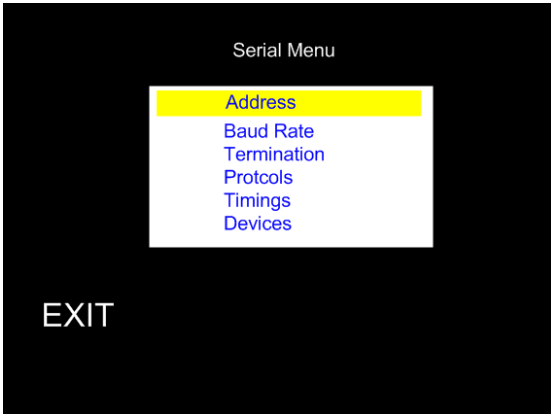 Serial Menu
Address
Baud Rate
Termination
Protcols
Timings
Devices
EXIT